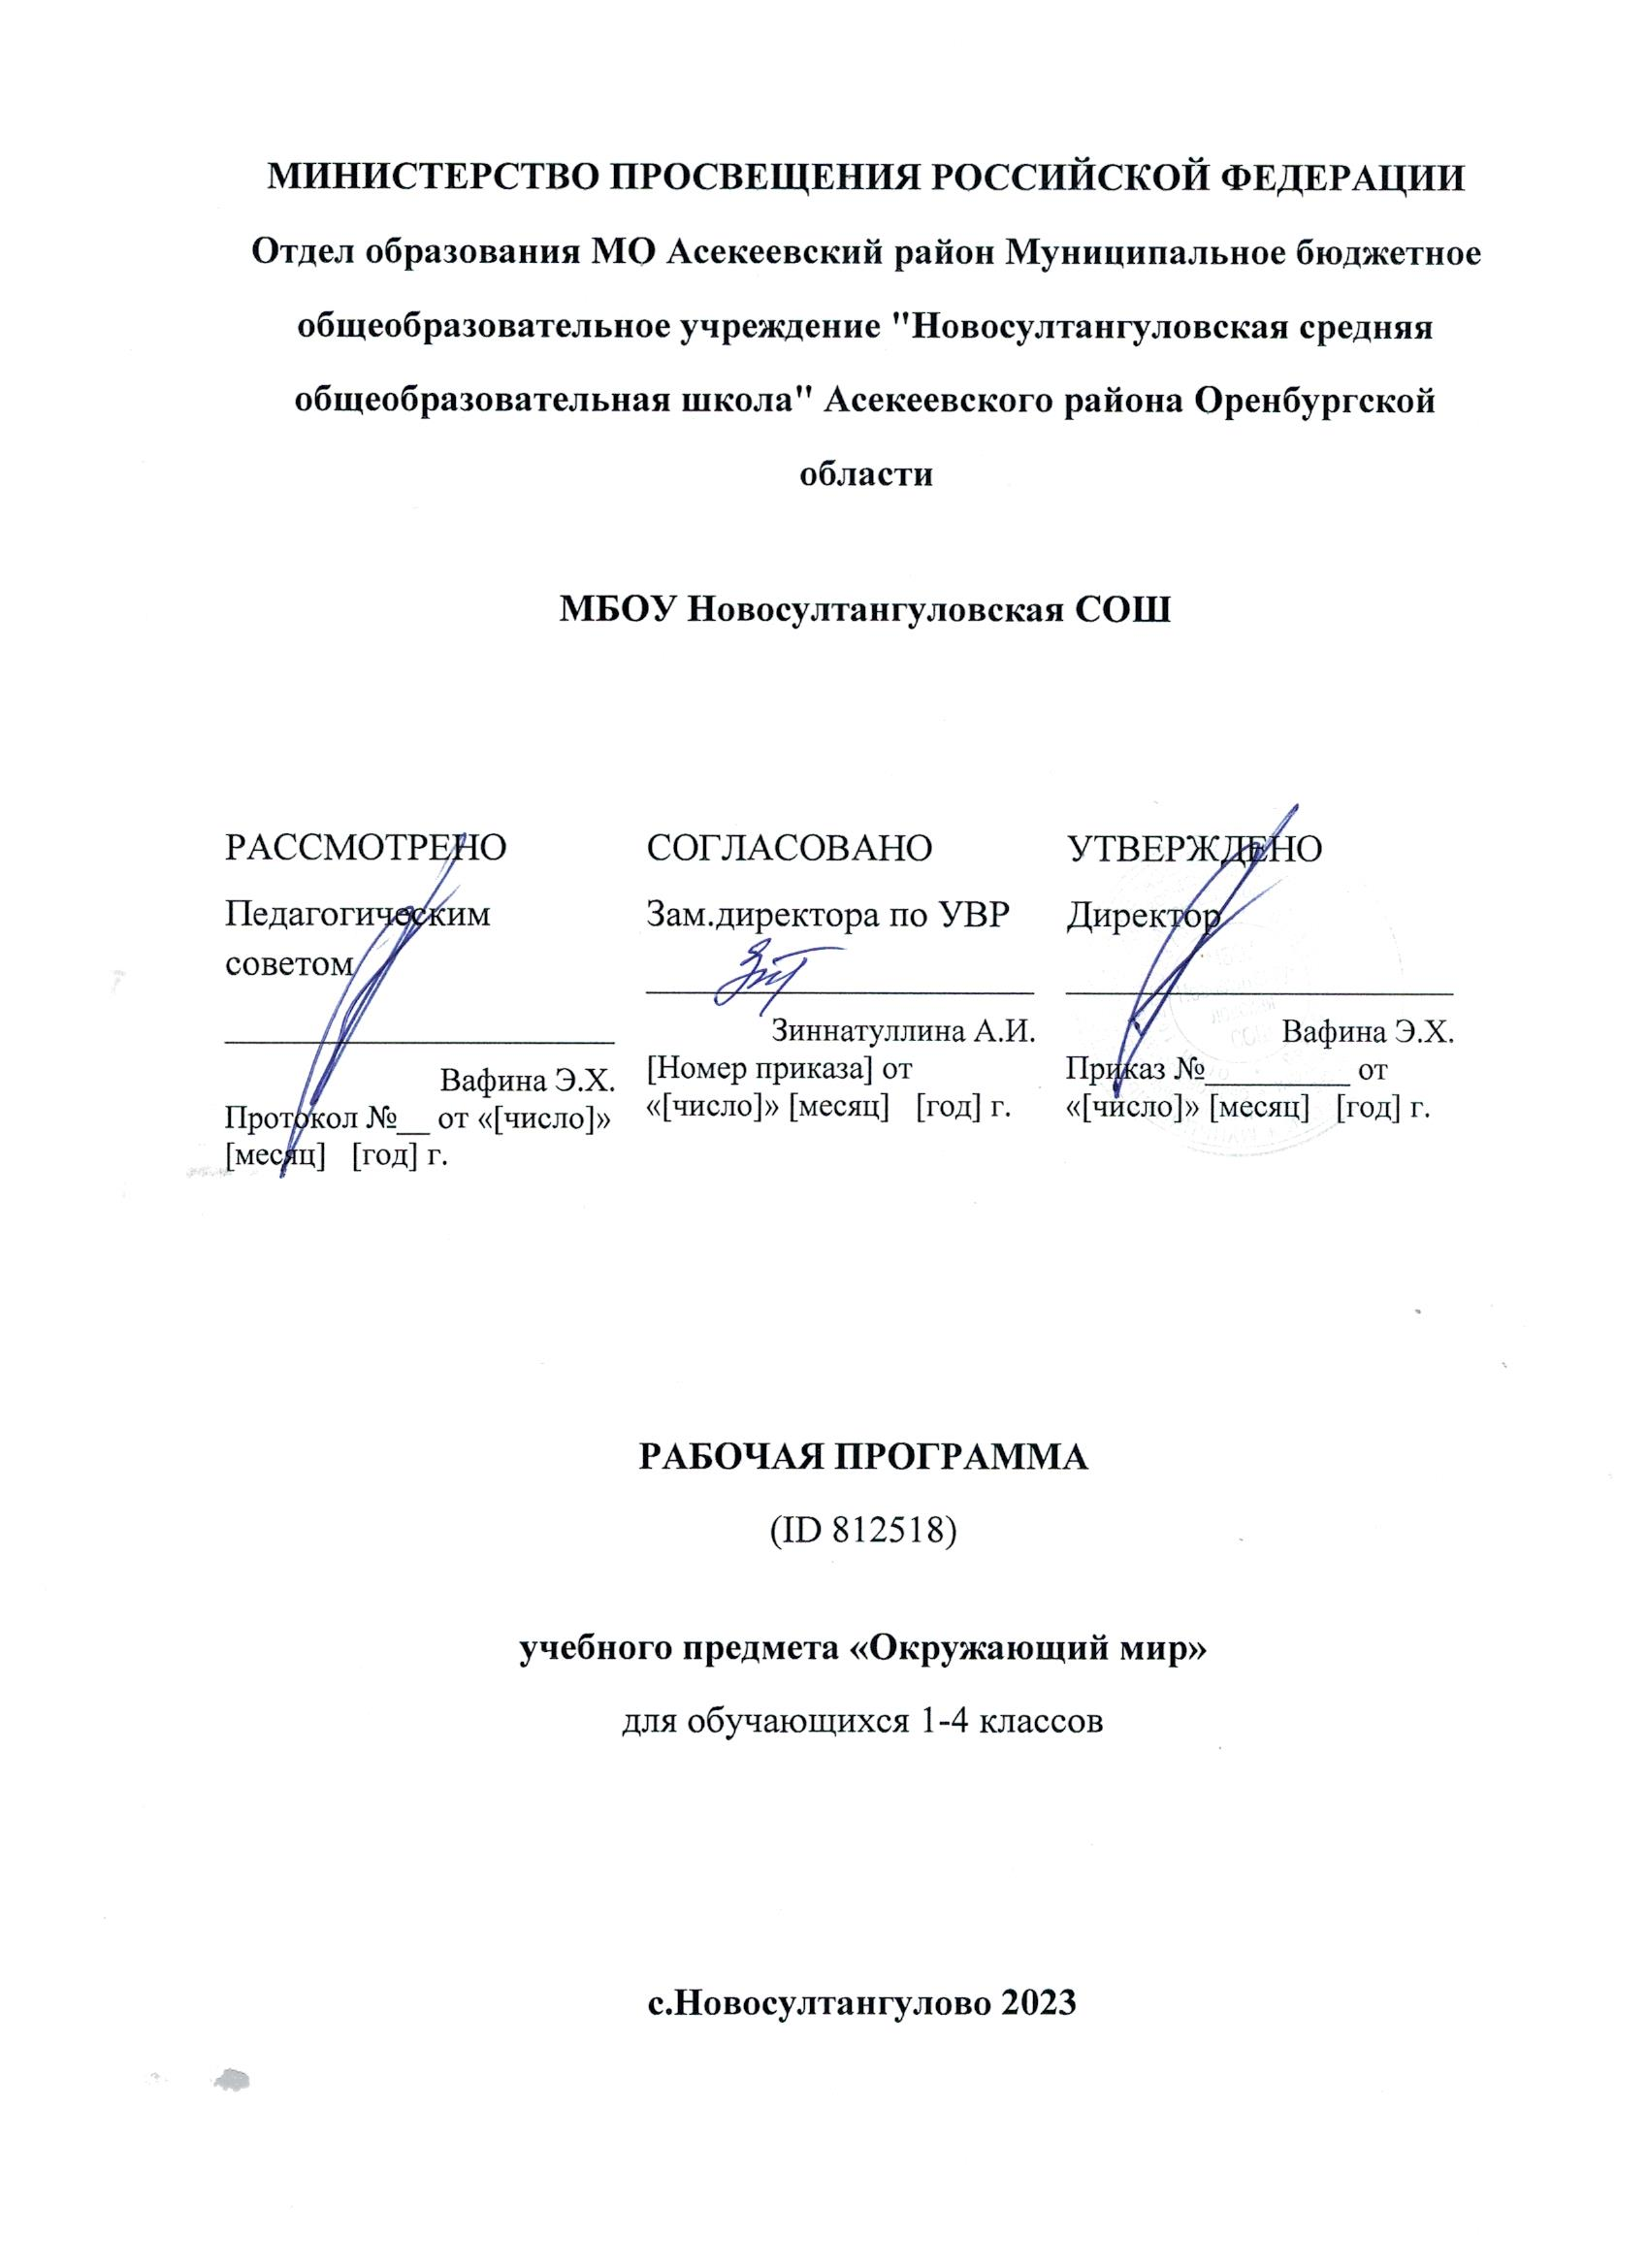 МИНИСТЕРСТВО ПРОСВЕЩЕНИЯ РОССИЙСКОЙ ФЕДЕРАЦИИ
Отдел образования МО Асекеевский район Муниципальное бюджетное
общеобразовательное учреждение "Новосултангуловская средняя
общеобразовательная школа" Асекеевского района Оренбургской
области
МБОУ Новосултангуловская СОШ
РАССМОТРЕНО
Педагогическим
советом
Вафина Э.Х.
Протокол №__ от «[число]»
[месяц] [год] г.
СОГЛАСОВАНО
Зам.директора по УВР
Зиннатуллина А.И.
[Номер приказа] от
«[число]» [месяц] [год] г.
УТВЕРЖДЕНО
Директор
Вафина Э.Х.
Приказ №_________ от
«[число]» [месяц] [год] г.
РАБОЧАЯ ПРОГРАММА
(ID 812518)
учебного предмета «Окружающий мир»
для обучающихся 1-4 классов
с.Новосултангулово 2023